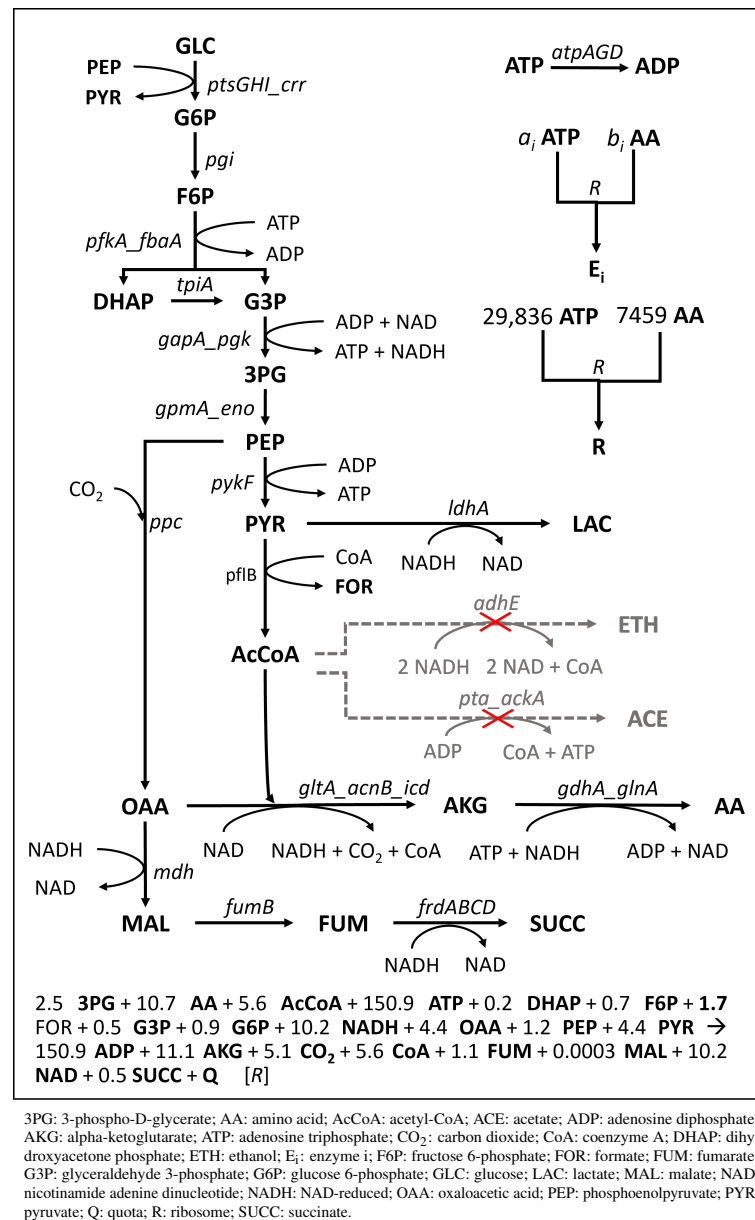 GLC
PEP
PYR
ptsGHI_crr
G6P
pgi
F6P
pfkA_fbaA
ATP
ADP
DHAP
tpiA
G3P
gapA_pgk
ADP + NAD
ATP + NADH
3PG
gpmA_eno
PEP
CO2
ppc
pykF
ADP
ATP
PYR
ldhA
LAC
NADH
NAD
pflB
CoA
FOR
AcCoA
adhE
ETH
2 NADH
2 NAD + CoA
pta_ackA
ACE
ADP
CoA + ATP
OAA
gltA_acnB_icd
AKG
gdhA_glnA
AA
NAD
NADH + CO2 + CoA
ATP + NADH
ADP + NAD
NADH
NAD
mdh
MAL
fumB
FUM
frdABCD
SUCC
NADH
NAD
ATP
atpAGD
ADP
ai ATP
bi AA
R
Ei
29,836 ATP
7459 AA
R
R
2.5 3PG + 10.7 AA + 5.6 AcCoA + 150.9 ATP + 0.2 DHAP + 0.7 F6P + 1.7
FOR + 0.5 G3P + 0.9 G6P + 10.2 NADH + 4.4 OAA + 1.2 PEP + 4.4 PYR →
150.9 ADP + 11.1 AKG + 5.1 CO2 + 5.6 CoA + 1.1 FUM + 0.0003 MAL + 10.2
NAD + 0.5 SUCC + Q [R]
3PG: 3-phospho-D-glycerate; AA: amino acid; AcCoA: acetyl-CoA; ACE: acetate; ADP: adenosine diphosphate
AKG: alpha-ketoglutarate; ATP: adenosine triphosphate; CO2: carbon dioxide; CoA: coenzyme A; DHAP: dihy
droxyacetone phosphate; ETH: ethanol; Ei: enzyme i; F6P: fructose 6-phosphate; FOR: formate; FUM: fumarate
G3P: glyceraldehyde 3-phosphate; G6P: glucose 6-phosphate; GLC: glucose; LAC: lactate; MAL: malate; NAD
nicotinamide adenine dinucleotide; NADH: NAD-reduced; OAA: oxaloacetic acid; PEP: phosphoenolpyruvate; PYR
pyruvate; Q: quota; R: ribosome; SUCC: succinate.